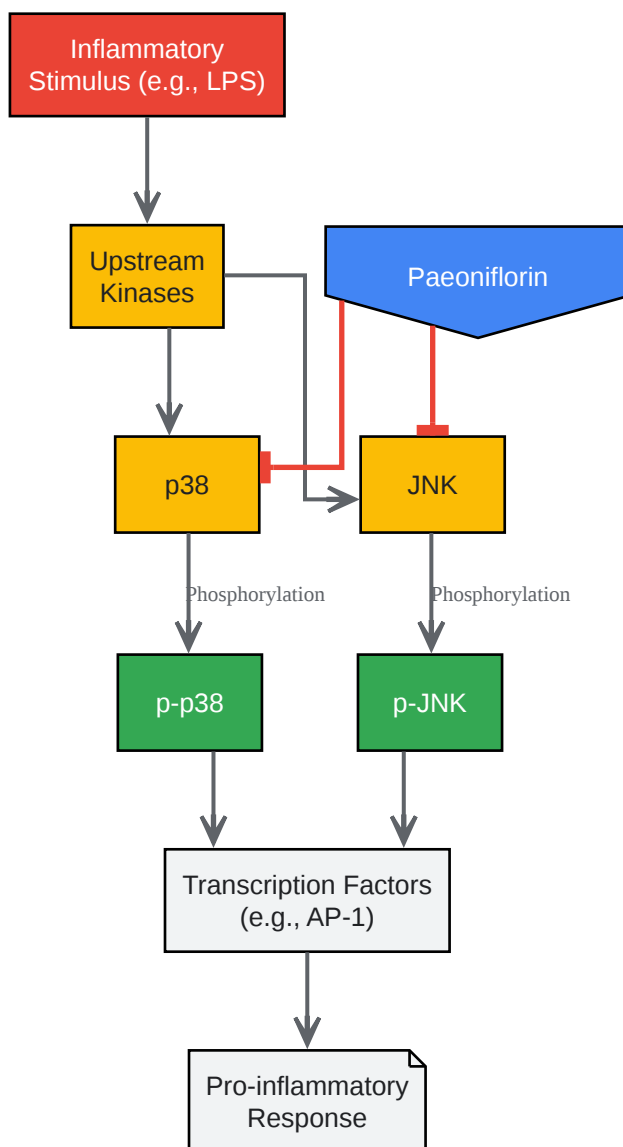 Inflammatory
Stimulus (e.g., LPS)
Upstream
Kinases
Paeoniflorin
p38
JNK
Phosphorylation
Phosphorylation
p-p38
p-JNK
Transcription Factors
(e.g., AP-1)
Pro-inflammatory
Response